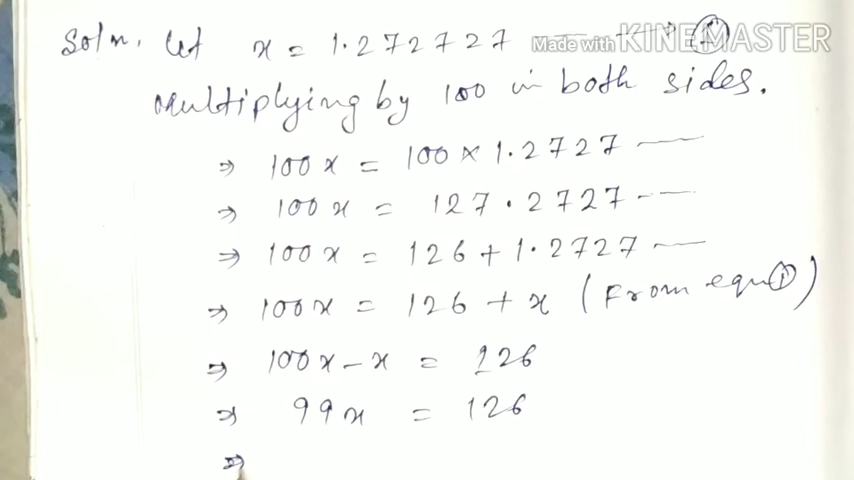 Soln. Let x = 1.272727 --- → ①
Made with KINEMASTER
Multiplying by 100 in both sides.
⇒ 100x = 100 × 1.2727 ---
⇒ 100x = 127.2727 ---
⇒ 100x = 126 + 1.2727 ---
⇒ 100x = 126 + x (From equn ①)
⇒ 100x - x = 126
⇒ 99x = 126
⇒